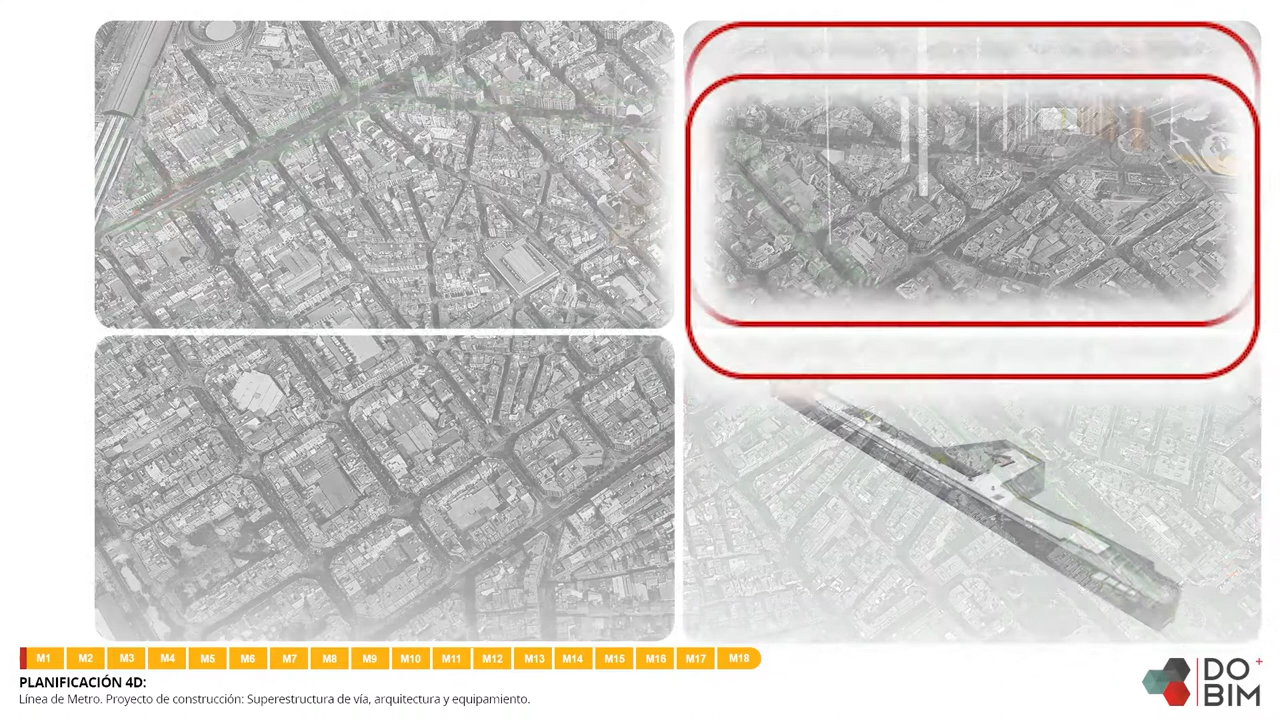 M1 M2 M3 M4 M5 M6 M7 M8 M9 M10 M11 M12 M13 M14 M15 M16 M17 M18
PLANIFICACIÓN 4D:
Línea de Metro. Proyecto de construcción: Superestructura de vía, arquitectura y equipamiento.
DO+
BIM